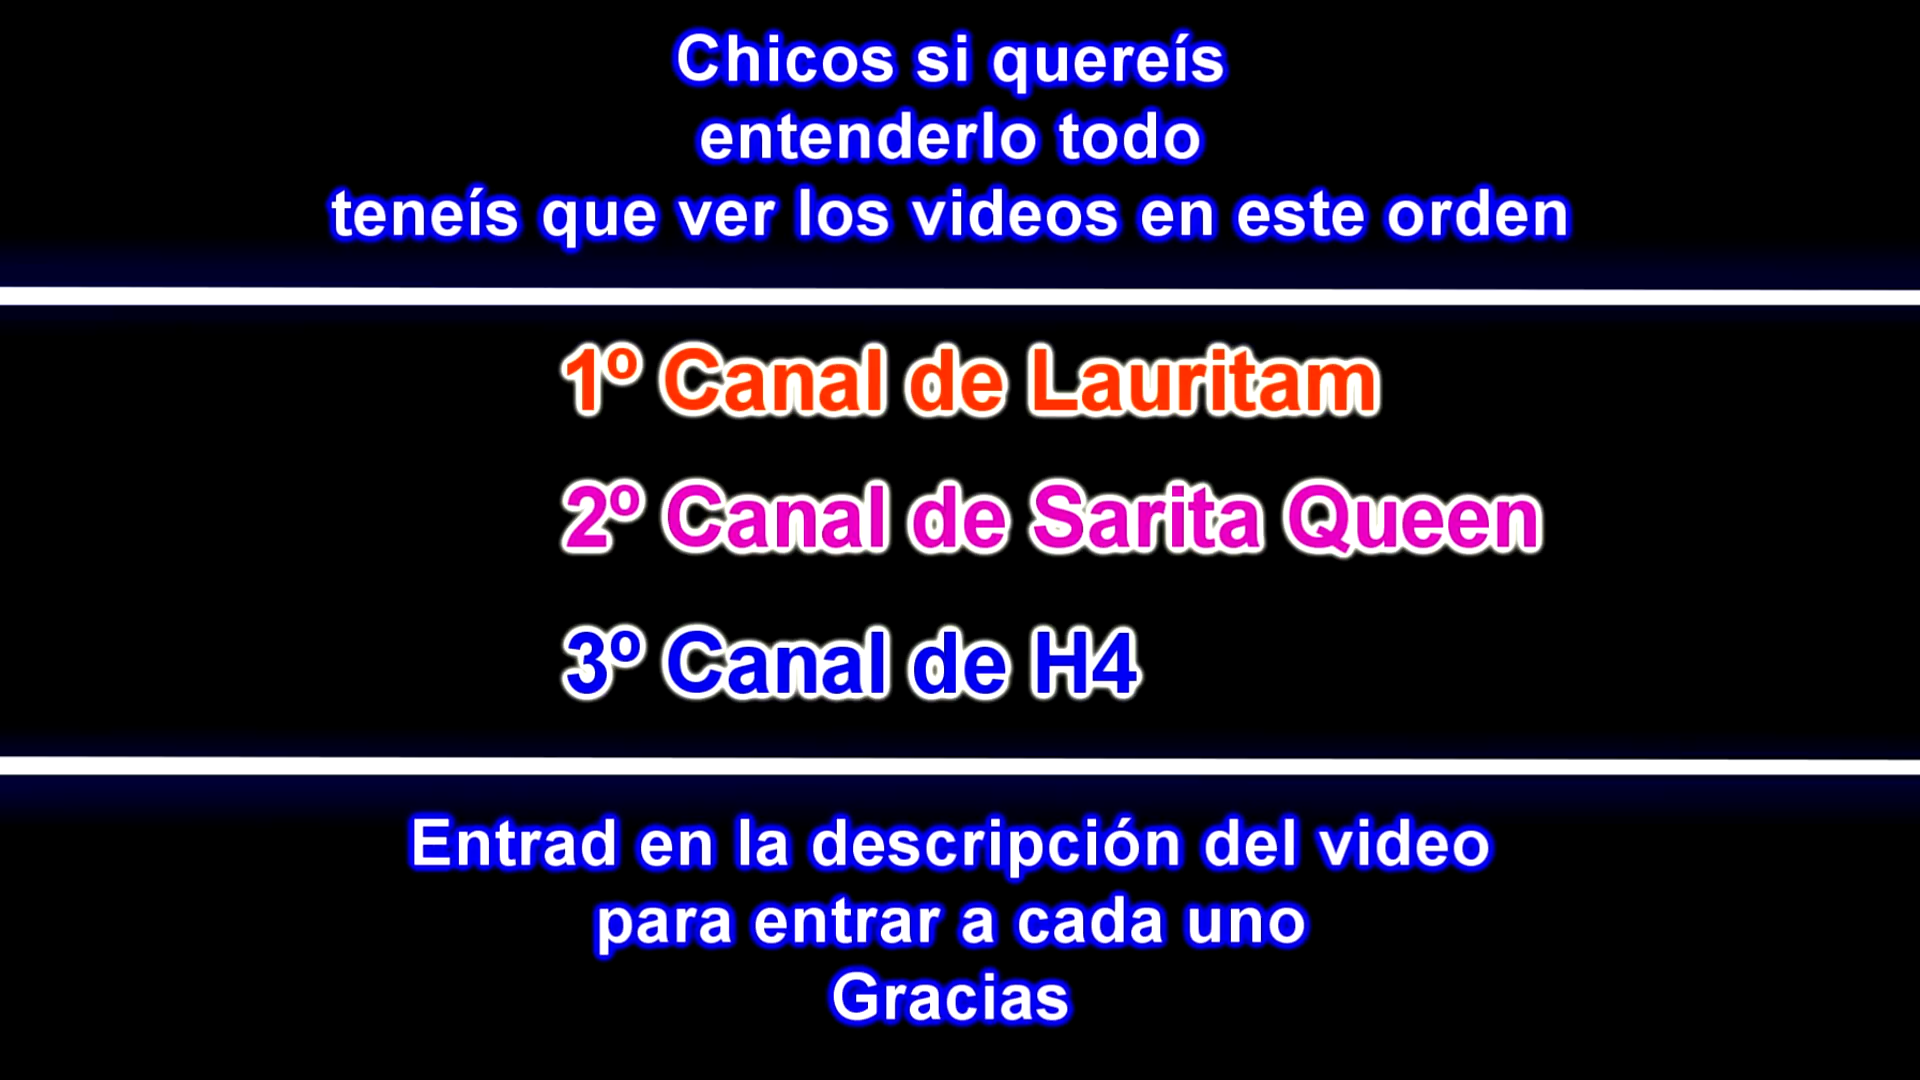 Chicos si quereís
entenderlo todo
teneís que ver los videos en este orden
1º Canal de Lauritam
2º Canal de Sarita Queen
3º Canal de H4
Entrad en la descripción del video
para entrar a cada uno
Gracias